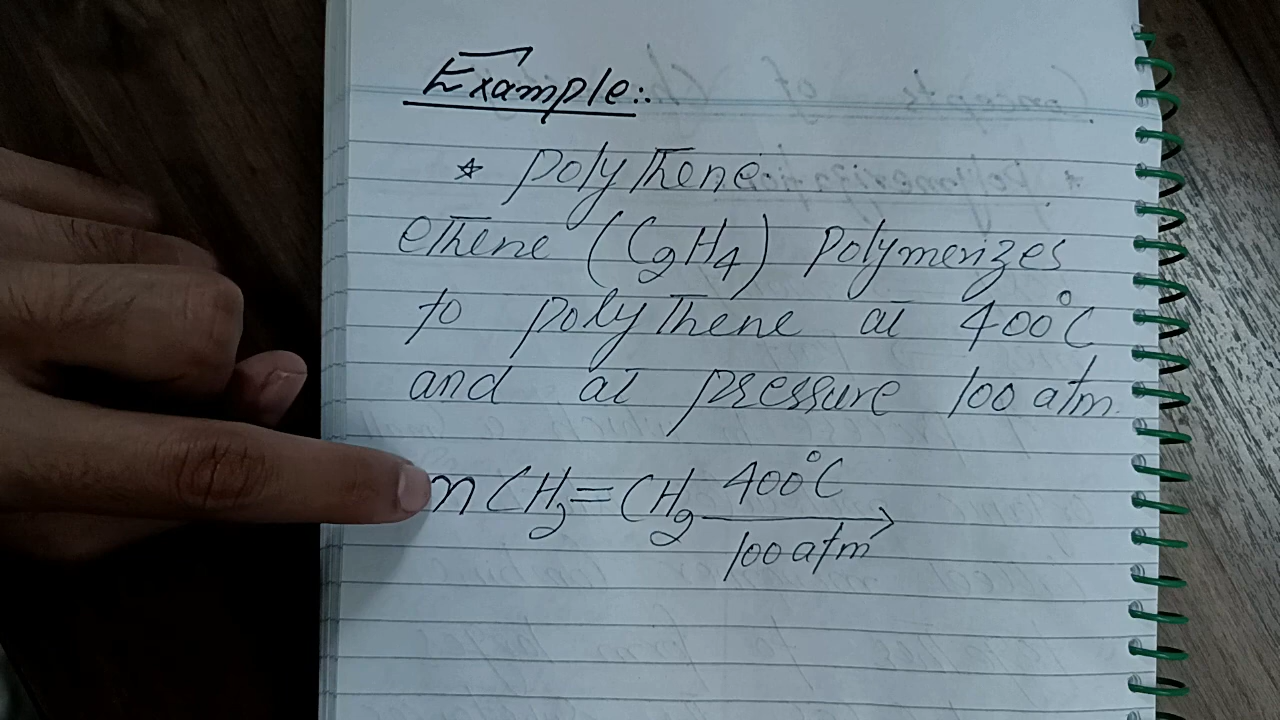 Example:.
* polythene:
ethene (C2H4) polymerizes
to polythene at 400°C
and at pressure 100 atm.
nCH2=CH2 400°C
100 atm